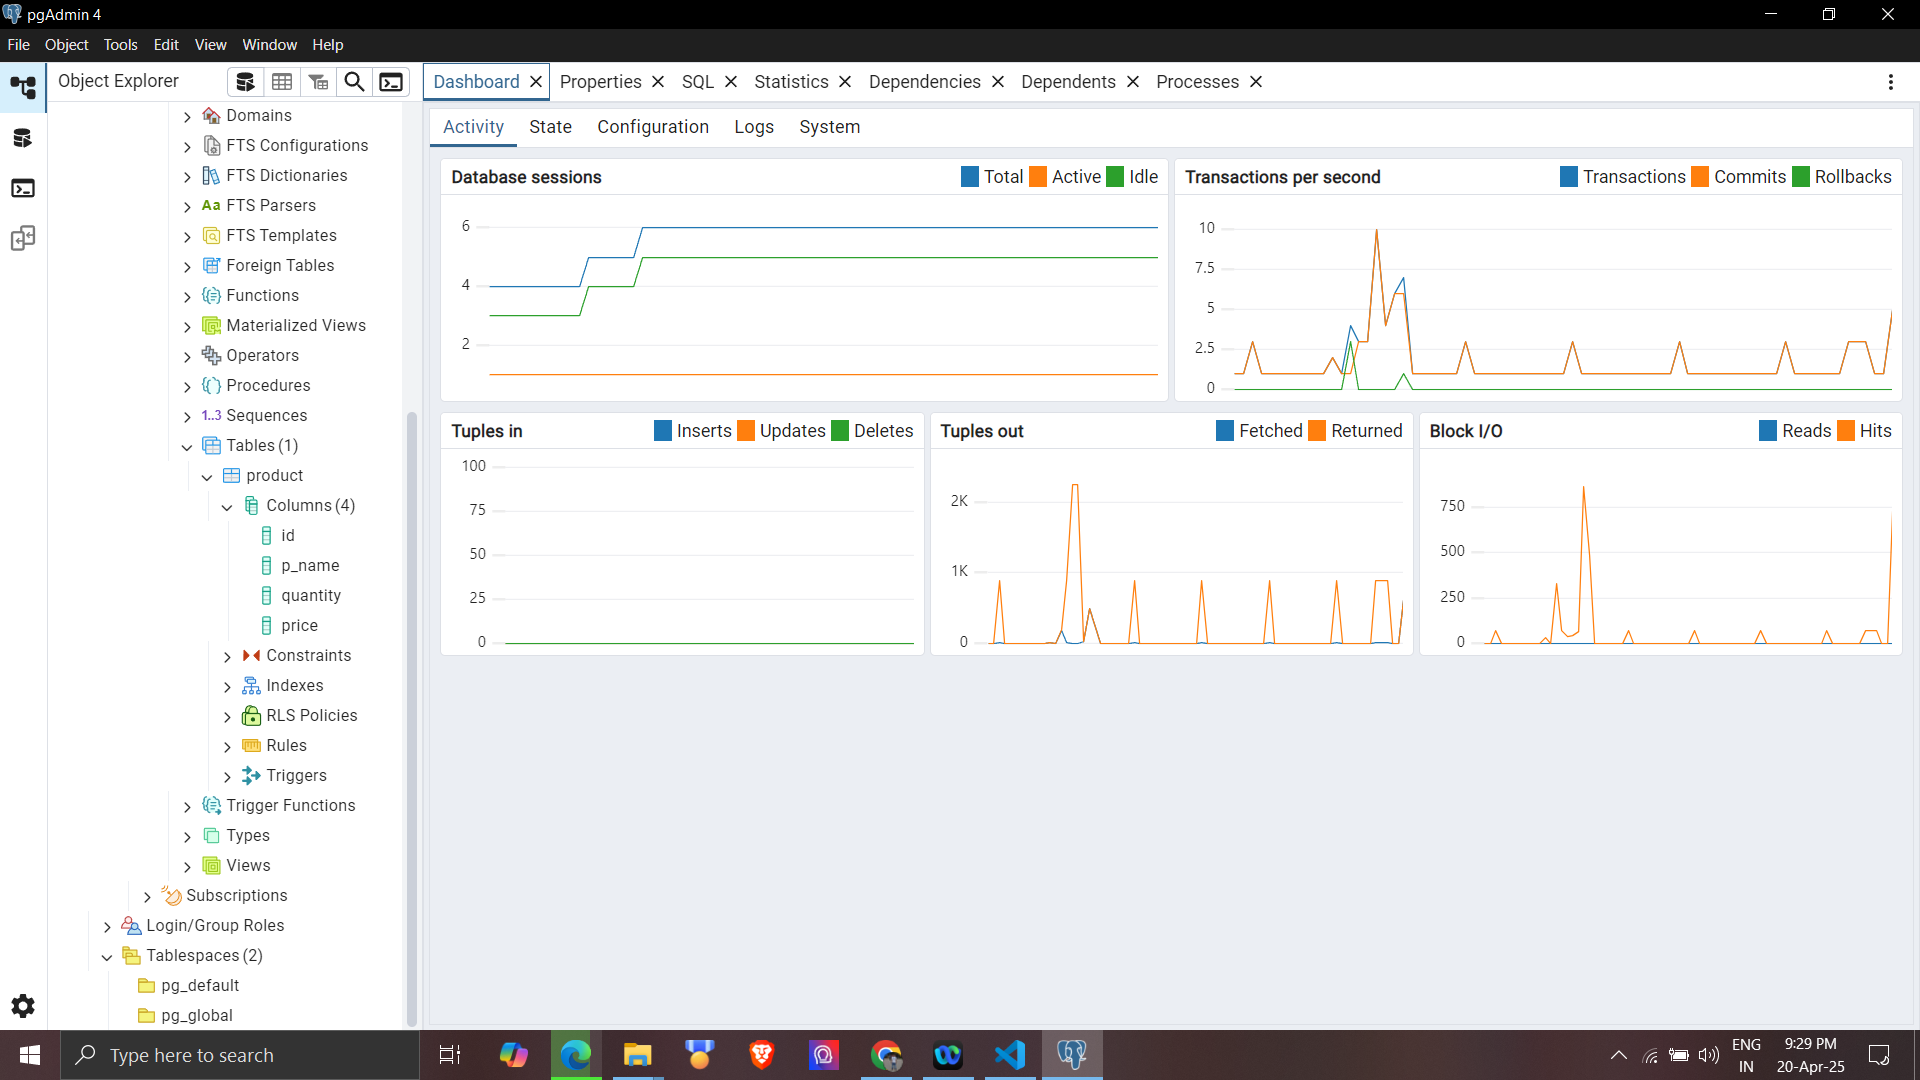 pgAdmin 4
File Object Tools Edit View Window Help
Object Explorer
Domains
FTS Configurations
FTS Dictionaries
Aa FTS Parsers
FTS Templates
Foreign Tables
Functions
Materialized Views
Operators
Procedures
1..3 Sequences
Tables (1)
product
Columns (4)
id
p_name
quantity
price
Constraints
Indexes
RLS Policies
Rules
Triggers
Trigger Functions
Types
Views
Subscriptions
Login/Group Roles
Tablespaces (2)
pg_default
pg_global
Dashboard Properties SQL Statistics Dependencies Dependents Processes
Activity State Configuration Logs System
Database sessions Total Active Idle
6
4
2
Transactions per second Transactions Commits Rollbacks
10
7.5
5
2.5
0
Tuples in Inserts Updates Deletes
100
75
50
25
0
Tuples out Fetched Returned
2K
1K
0
Block I/O Reads Hits
750
500
250
0
Type here to search
ENG
IN
9:29 PM
20-Apr-25